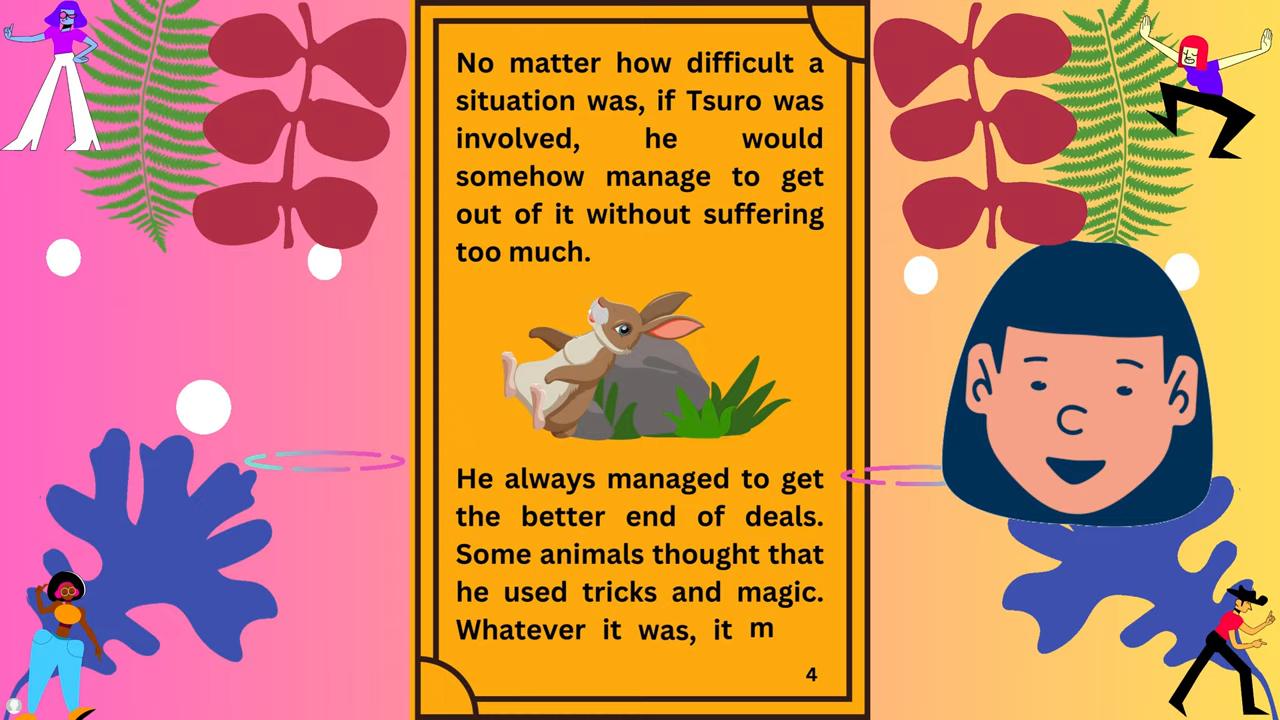 No matter how difficult a
situation was, if Tsuro was
involved, he would
somehow manage to get
out of it without suffering
too much.
He always managed to get
the better end of deals.
Some animals thought that
he used tricks and magic.
Whatever it was, it m
4